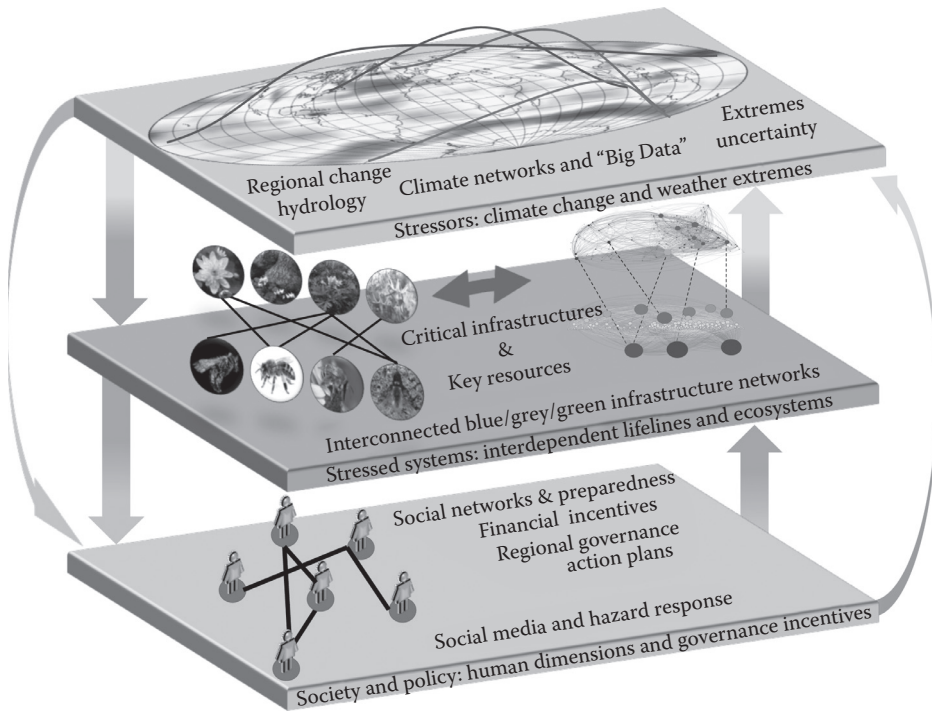 Extremes
uncertainty
Regional change
hydrology
Climate networks and “Big Data”
Stressors: climate change and weather extremes
Critical infrastructures
&
Key resources
Interconnected blue/grey/green infrastructure networks
Stressed systems: interdependent lifelines and ecosystems
Social networks & preparedness
Financial incentives
Regional governance
action plans
Social media and hazard response
Society and policy: human dimensions and governance incentives